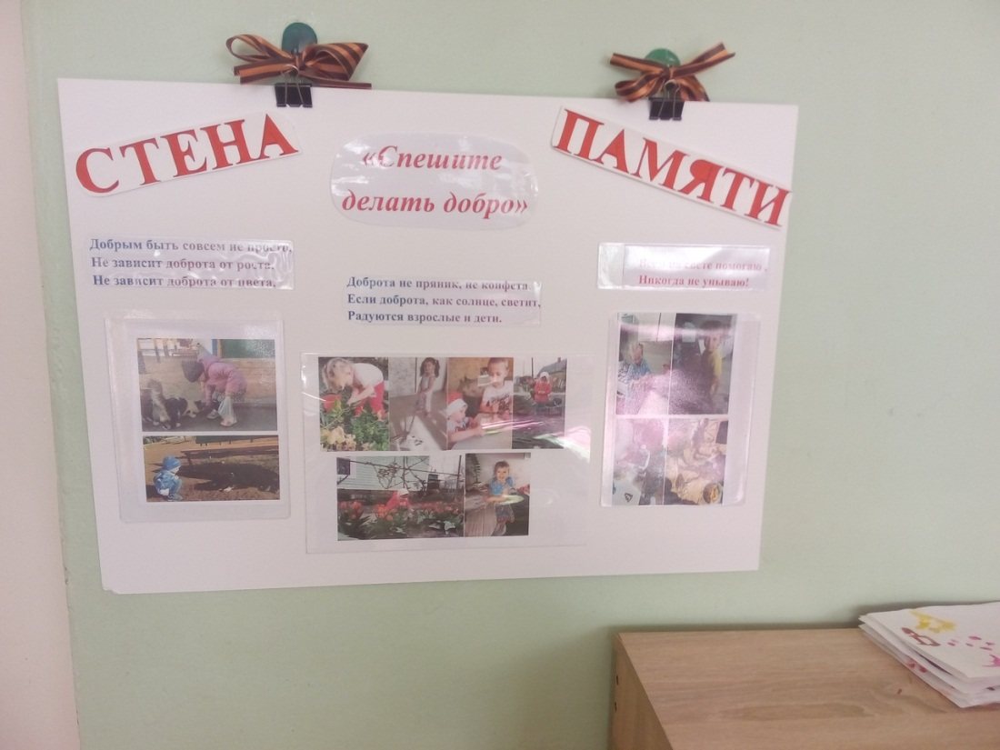 СТЕНА
«Спешите
делать добро»
ПАМЯТИ
Добрым быть совсем не просто,
Не зависит доброта от роста,
Не зависит доброта от цвета,
Доброта не пряник, не конфета.
Если доброта, как солнце, светит,
Радуются взрослые и дети.
свете помогаю,
Никогда не унываю!